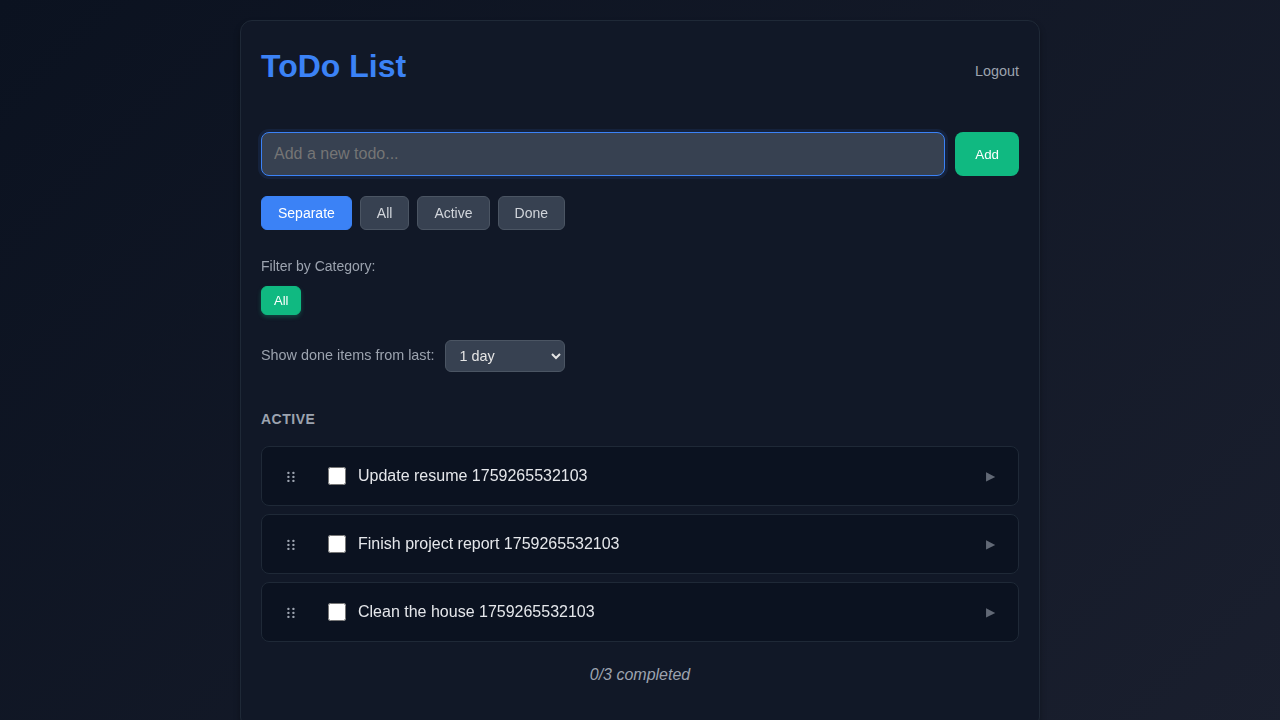 ToDo List
Logout
Add a new todo...
Add
Separate
All
Active
Done
Filter by Category:
All
Show done items from last:
1 day
ACTIVE
Update resume 1759265532103
Finish project report 1759265532103
Clean the house 1759265532103
0/3 completed